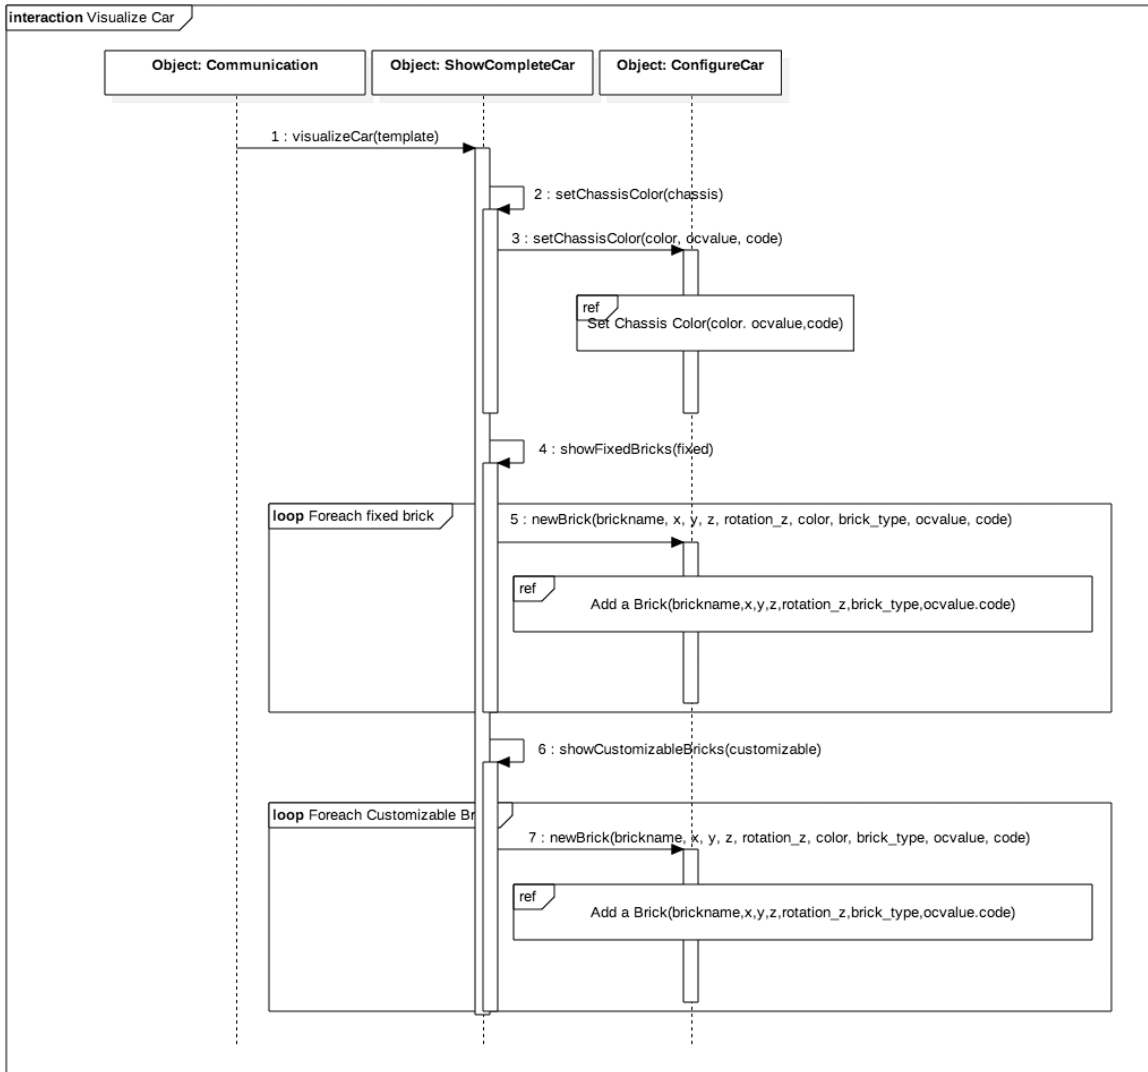 interaction Visualize Car
Object: Communication
Object: ShowCompleteCar
Object: ConfigureCar
1 : visualizeCar(template)
2 : setChassisColor(chassis)
3 : setChassisColor(color, ocvalue, code)
ref
Set Chassis Color(color. ocvalue,code)
4 : showFixedBricks(fixed)
loop Foreach fixed brick
5 : newBrick(brickname, x, y, z, rotation_z, color, brick_type, ocvalue, code)
ref
Add a Brick(brickname,x,y,z,rotation_z,brick_type,ocvalue.code)
6 : showCustomizableBricks(customizable)
loop Foreach Customizable
7 : newBrick(brickname, x, y, z, rotation_z, color, brick_type, ocvalue, code)
ref
Add a Brick(brickname,x,y,z,rotation_z,brick_type,ocvalue.code)